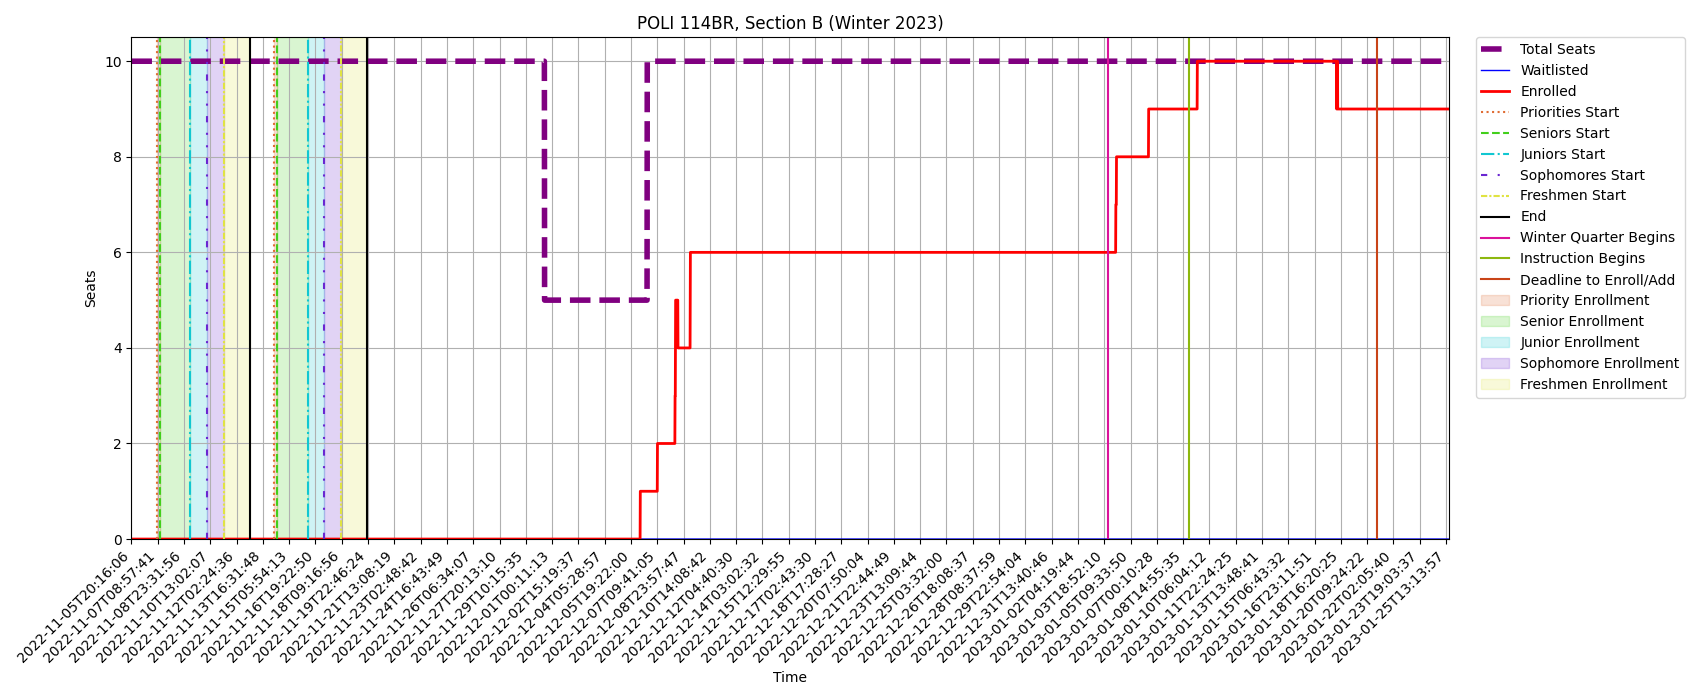 POLI 114BR, Section B (Winter 2023)
Seats
10
8
6
4
2
0
2022-11-05T20:16:06
2022-11-07T08:57:41
2022-11-08T23:31:56
2022-11-10T13:02:07
2022-11-12T02:24:36
2022-11-13T16:31:48
2022-11-15T05:54:13
2022-11-16T19:22:50
2022-11-18T09:16:56
2022-11-19T22:46:24
2022-11-21T13:08:19
2022-11-23T02:48:42
2022-11-24T16:43:49
2022-11-26T06:34:07
2022-11-27T20:13:10
2022-11-29T10:15:35
2022-12-01T00:11:13
2022-12-02T15:19:37
2022-12-04T05:28:57
2022-12-05T19:22:00
2022-12-07T09:41:05
2022-12-08T23:57:47
2022-12-10T14:08:42
2022-12-12T04:40:30
2022-12-14T03:02:32
2022-12-15T12:29:55
2022-12-17T02:43:30
2022-12-18T17:28:27
2022-12-20T07:50:04
2022-12-21T22:44:49
2022-12-23T13:09:44
2022-12-25T03:32:00
2022-12-26T18:08:37
2022-12-28T08:37:59
2022-12-29T22:54:04
2022-12-31T13:40:46
2023-01-02T04:19:44
2023-01-03T18:52:10
2023-01-05T09:33:50
2023-01-07T00:10:28
2023-01-08T14:55:35
2023-01-10T06:04:12
2023-01-11T22:24:25
2023-01-13T13:48:41
2023-01-15T06:43:32
2023-01-16T23:11:51
2023-01-18T16:20:25
2023-01-20T09:24:22
2023-01-22T02:05:40
2023-01-23T19:03:37
2023-01-25T13:13:57
Time
Total Seats
Waitlisted
Enrolled
Priorities Start
Seniors Start
Juniors Start
Sophomores Start
Freshmen Start
End
Winter Quarter Begins
Instruction Begins
Deadline to Enroll/Add
Priority Enrollment
Senior Enrollment
Junior Enrollment
Sophomore Enrollment
Freshmen Enrollment